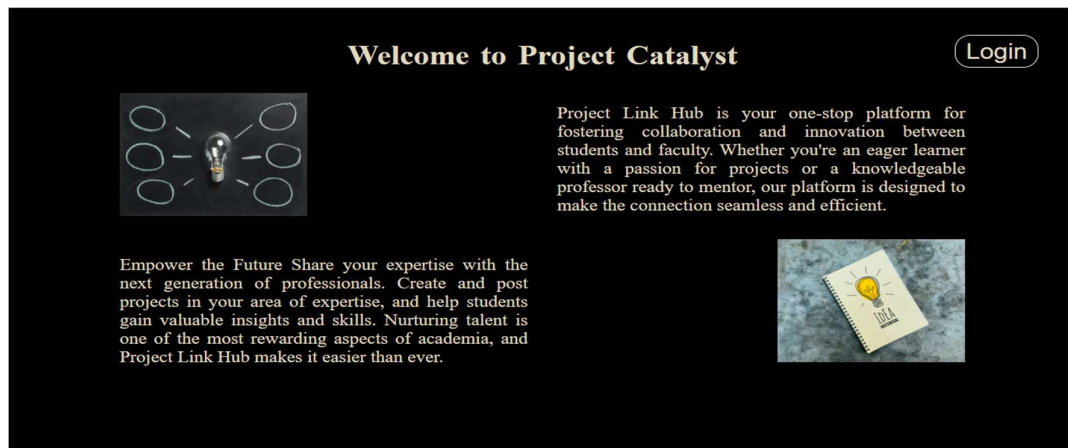 Welcome to Project Catalyst
Login
Project Link Hub is your one-stop platform for
fostering collaboration and innovation between
students and faculty. Whether you're an eager learner
with a passion for projects or a knowledgeable
professor ready to mentor, our platform is designed to
make the connection seamless and efficient.
Empower the Future Share your expertise with the
next generation of professionals. Create and post
projects in your area of expertise, and help students
gain valuable insights and skills. Nurturing talent is
one of the most rewarding aspects of academia, and
Project Link Hub makes it easier than ever.
IdEA
NOTEBOOK